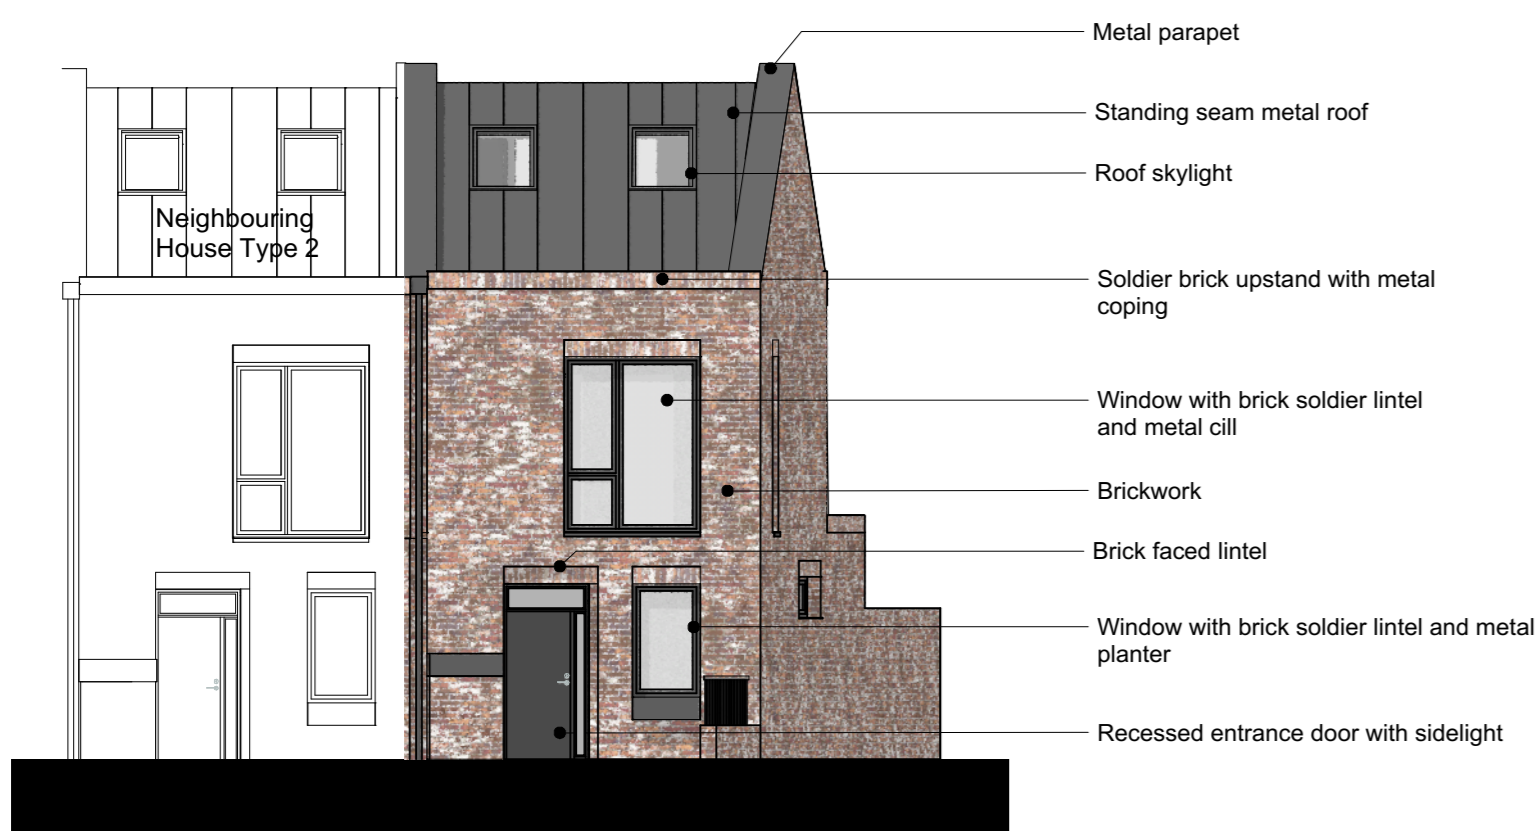 Metal parapet
Standing seam metal roof
Roof skylight
Neighbouring
House Type 2
Soldier brick upstand with metal
coping
Window with brick soldier lintel
and metal cill
Brickwork
Brick faced lintel
Window with brick soldier lintel and metal
planter
Recessed entrance door with sidelight